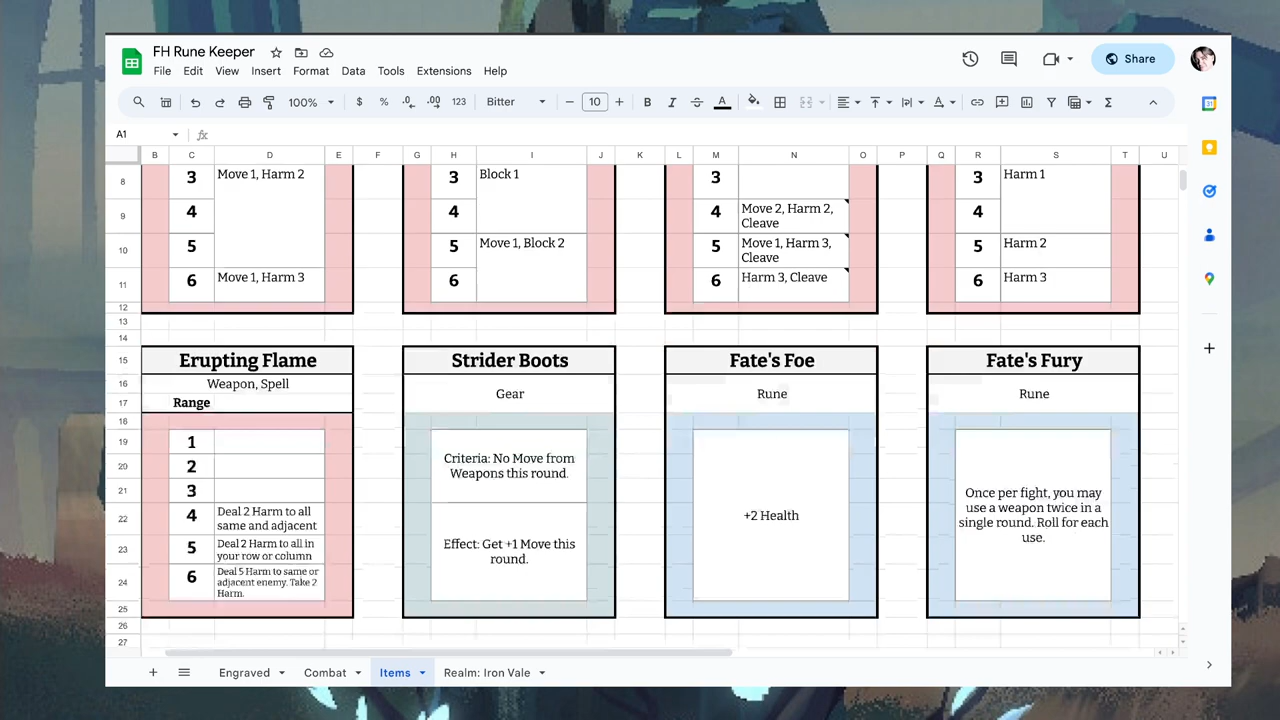 FH Rune Keeper
File Edit View Insert Format Data Tools Extensions Help
Share
100% $ % .0 .00 123 Bitter − 10 + B I S A Σ
A1 fx
B C D E F G H I J K L M N O P Q R S T U
8 3 Move 1, Harm 2 3 Block 1 3 3 Harm 1
9 4 4 4 Move 2, Harm 2, 4
Cleave
10 5 5 Move 1, Block 2 5 Move 1, Harm 3, 5 Harm 2
Cleave
11 6 Move 1, Harm 3 6 6 Harm 3, Cleave 6 Harm 3
12
13
14
15 Erupting Flame Strider Boots Fate's Foe Fate's Fury
16 Weapon, Spell
Gear Rune Rune
17 Range
18
19 1
20 2 Criteria: No Move from
Weapons this round.
21 3
22 4 Deal 2 Harm to all
same and adjacent
+2 Health
Once per fight, you may
use a weapon twice in a
single round. Roll for each
use.
23 5 Deal 2 Harm to all in
your row or column
Effect: Get +1 Move this
round.
24 6 Deal 5 Harm to same or
adjacent enemy. Take 2
Harm.
25
26
27
+ Engraved Combat Items Realm: Iron Vale
31